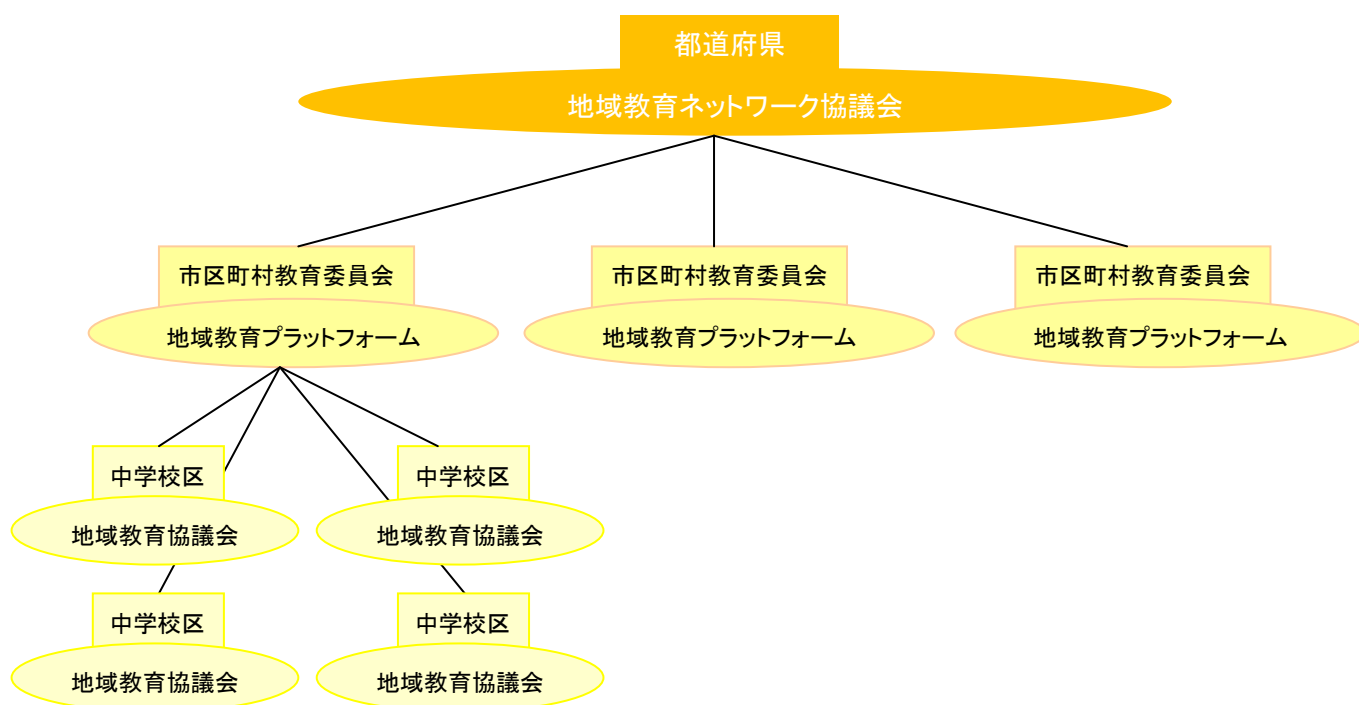 都道府県
地域教育ネットワーク協議会
市区町村教育委員会
地域教育プラットフォーム
市区町村教育委員会
地域教育プラットフォーム
市区町村教育委員会
地域教育プラットフォーム
中学校区
地域教育協議会
中学校区
地域教育協議会
中学校区
地域教育協議会
中学校区
地域教育協議会